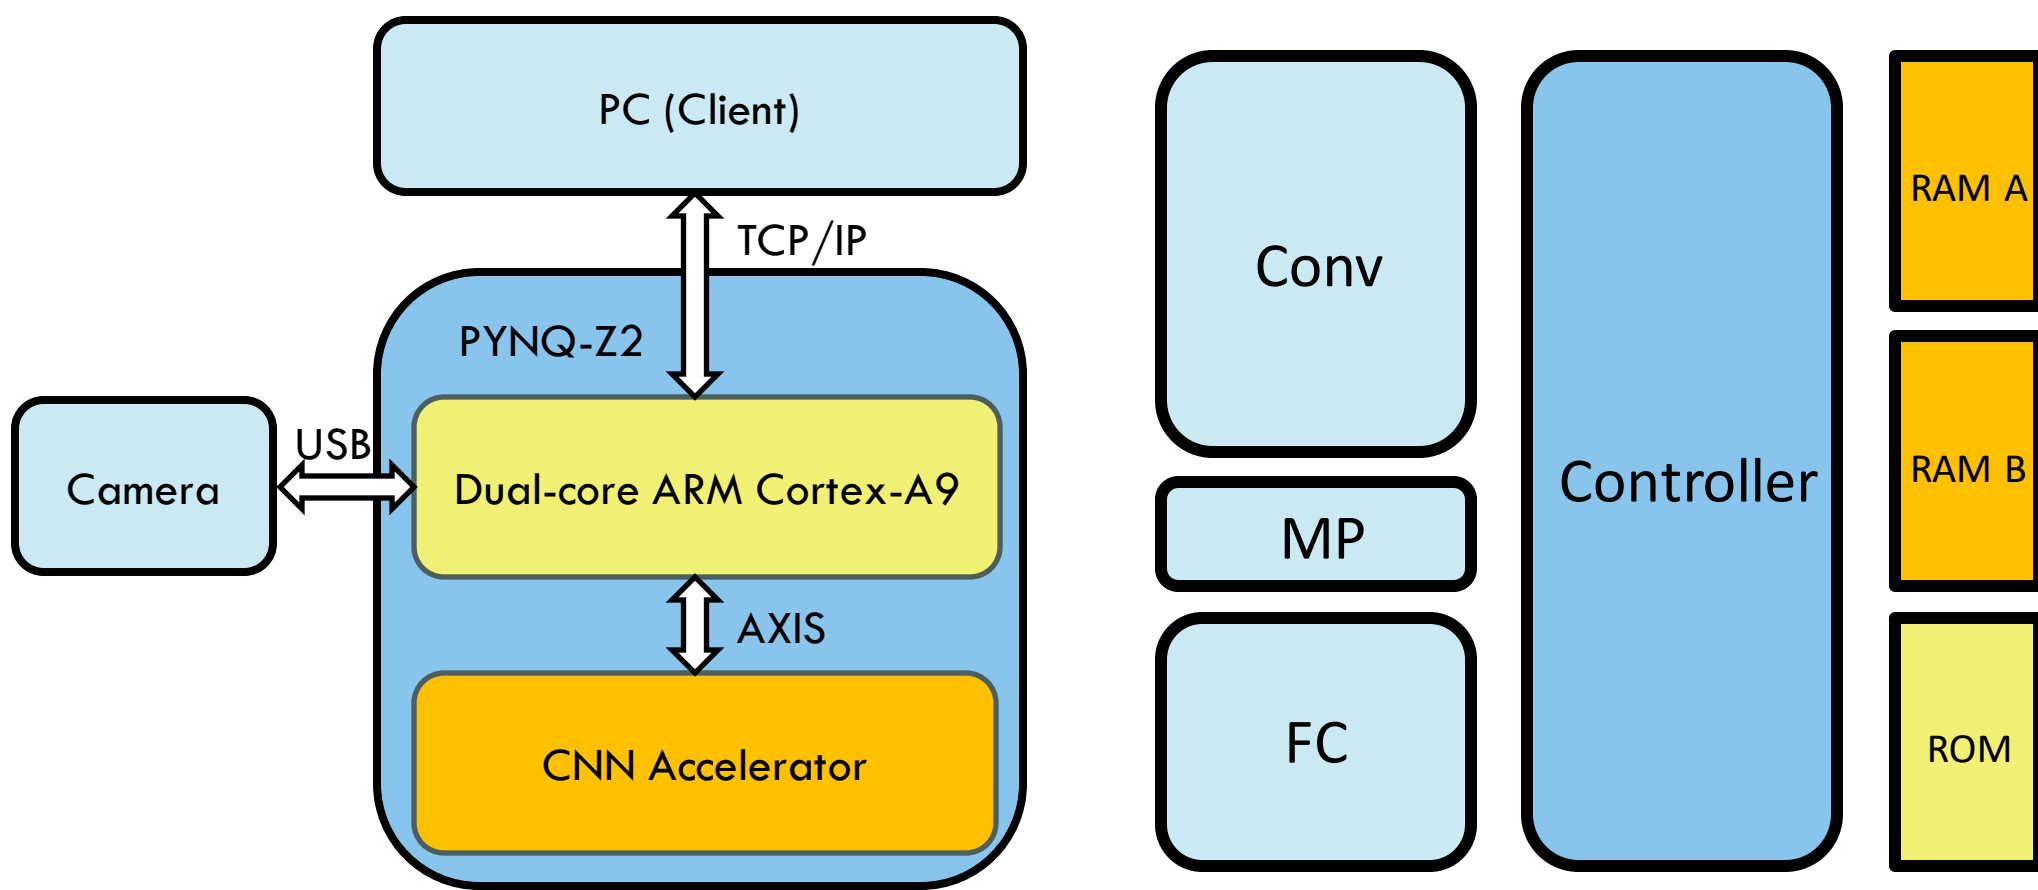 PC (Client)
TCP/IP
PYNQ-Z2
USB
Camera
Dual-core ARM Cortex-A9
AXIS
CNN Accelerator
Conv
MP
FC
Controller
RAM A
RAM B
ROM